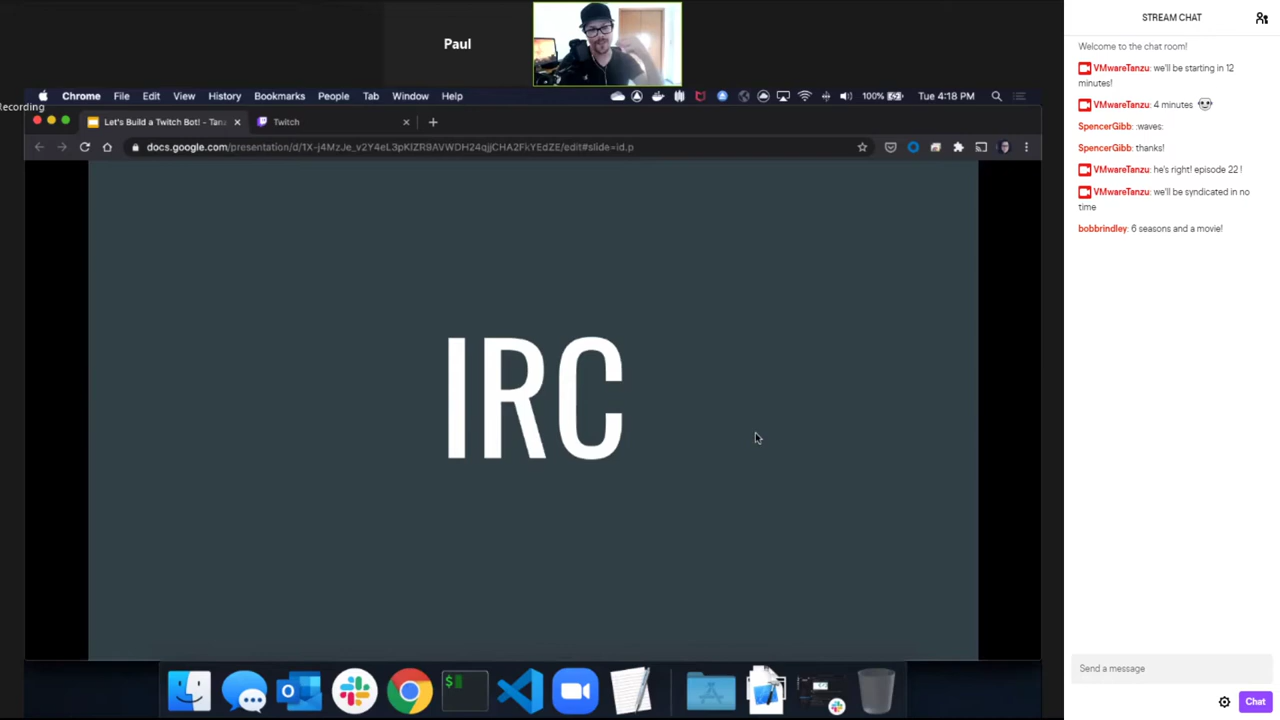 Paul
Recording
Chrome File Edit View History Bookmarks People Tab Window Help
100% Tue 4:18 PM
Let's Build a Twitch Bot! - Tanz
Twitch
docs.google.com/presentation/d/1X-j4MzJe_v2Y4eL3pKIZR9AVWDH24qjjCHA2FkYEdZE/edit#slide=id.p
IRC
STREAM CHAT
Welcome to the chat room!
VMwareTanzu: we'll be starting in 12
minutes!
VMwareTanzu: 4 minutes
SpencerGibb: :waves:
SpencerGibb: thanks!
VMwareTanzu: he's right! episode 22 !
VMwareTanzu: we'll be syndicated in no
time
bobbrindley: 6 seasons and a movie!
Send a message
Chat